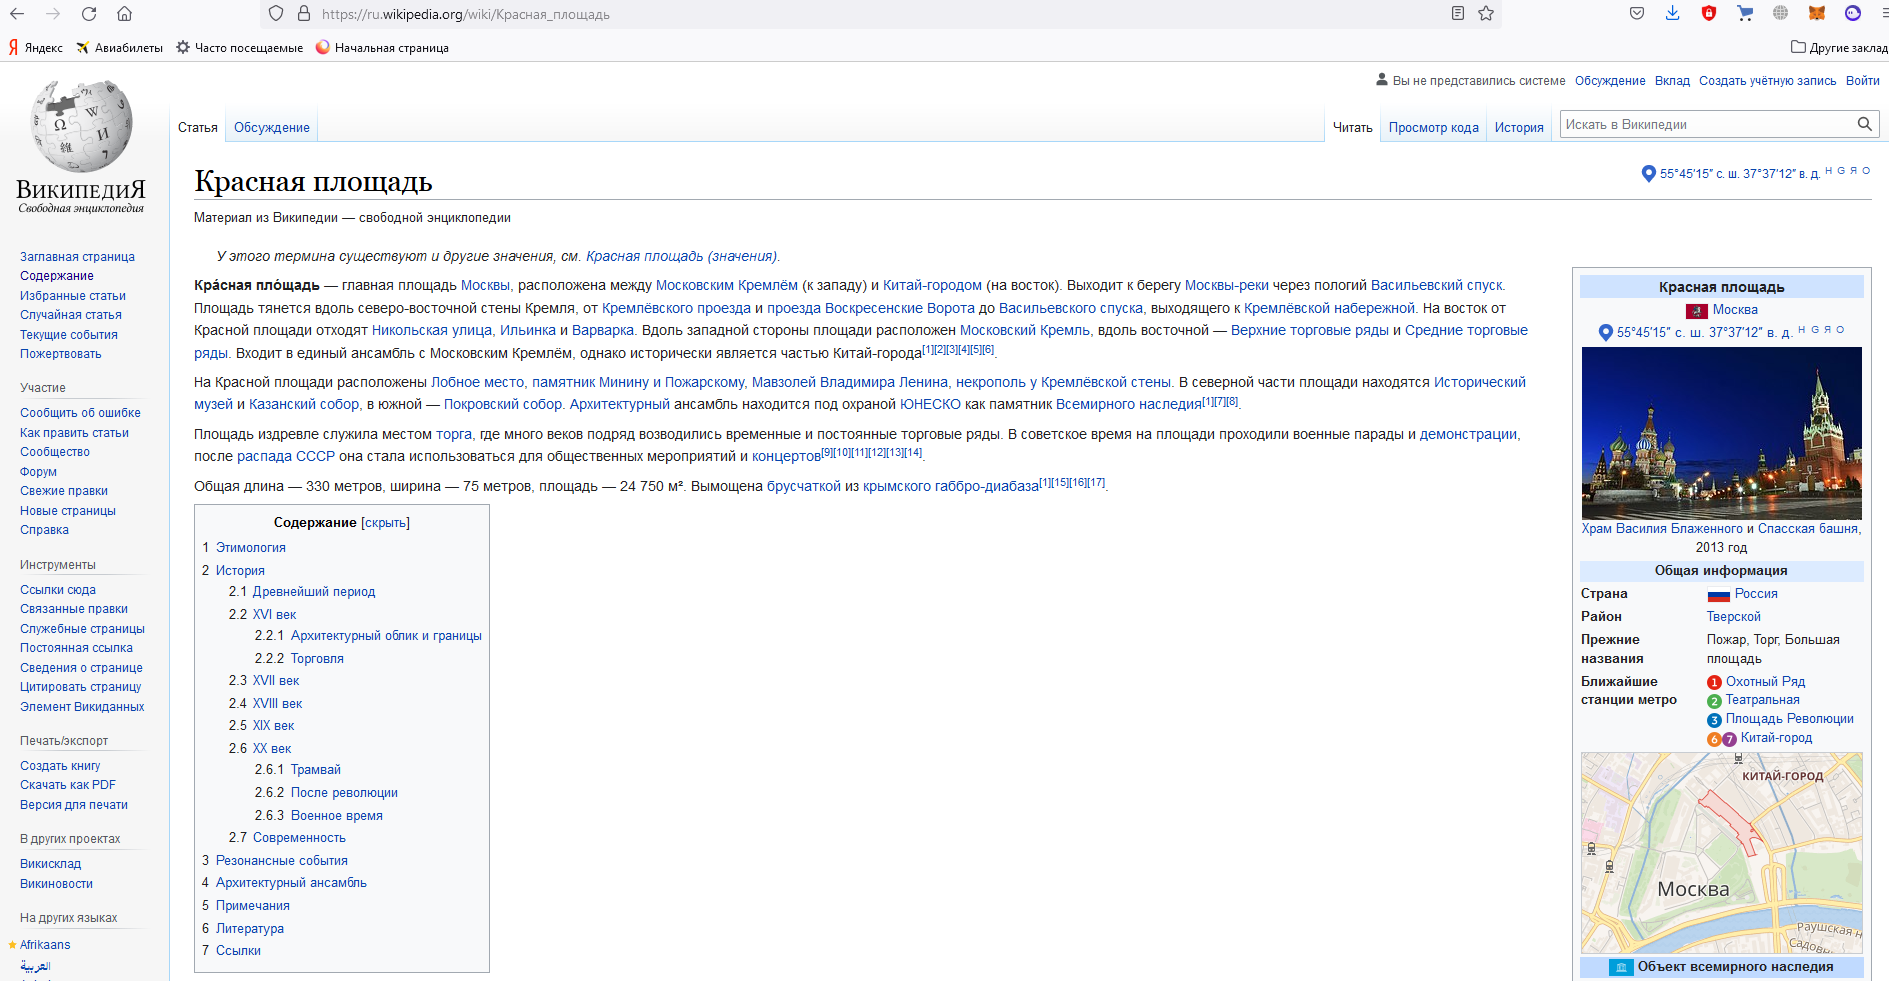 https://ru.wikipedia.org/wiki/Красная_площадь
Яндекс
Авиабилеты
Часто посещаемые
Начальная страница
Другие заклад
Вы не представились системе Обсуждение Вклад Создать учётную запись Войти
Статья Обсуждение
Читать Просмотр кода История
Искать в Википедии
ВикипедиЯ
Свободная энциклопедия
Заглавная страница
Содержание
Избранные статьи
Случайная статья
Текущие события
Пожертвовать
Участие
Сообщить об ошибке
Как править статьи
Сообщество
Форум
Свежие правки
Новые страницы
Справка
Инструменты
Ссылки сюда
Связанные правки
Служебные страницы
Постоянная ссылка
Сведения о странице
Цитировать страницу
Элемент Викиданных
Печать/экспорт
Создать книгу
Скачать как PDF
Версия для печати
В других проектах
Викисклад
Викиновости
На других языках
Afrikaans
العربية
Красная площадь
55°45′15″ с. ш. 37°37′12″ в. д. H G Я O
Материал из Википедии — свободной энциклопедии
У этого термина существуют и другие значения, см. Красная площадь (значения).
Кра́сная пло́щадь — главная площадь Москвы, расположена между Московским Кремлём (к западу) и Китай-городом (на восток). Выходит к берегу Москвы-реки через пологий Васильевский спуск.
Площадь тянется вдоль северо-восточной стены Кремля, от Кремлёвского проезда и проезда Воскресенские Ворота до Васильевского спуска, выходящего к Кремлёвской набережной. На восток от
Красной площади отходят Никольская улица, Ильинка и Варварка. Вдоль западной стороны площади расположен Московский Кремль, вдоль восточной — Верхние торговые ряды и Средние торговые
ряды. Входит в единый ансамбль с Московским Кремлём, однако исторически является частью Китай-города[1][2][3][4][5][6].
На Красной площади расположены Лобное место, памятник Минину и Пожарскому, Мавзолей Владимира Ленина, некрополь у Кремлёвской стены. В северной части площади находятся Исторический
музей и Казанский собор, в южной — Покровский собор. Архитектурный ансамбль находится под охраной ЮНЕСКО как памятник Всемирного наследия[1][7][8].
Площадь издревле служила местом торга, где много веков подряд возводились временные и постоянные торговые ряды. В советское время на площади проходили военные парады и демонстрации,
после распада СССР она стала использоваться для общественных мероприятий и концертов[9][10][11][12][13][14].
Общая длина — 330 метров, ширина — 75 метров, площадь — 24 750 м². Вымощена брусчаткой из крымского габбро-диабаза[1][15][16][17].
Содержание [скрыть]
1 Этимология
2 История
2.1 Древнейший период
2.2 XVI век
2.2.1 Архитектурный облик и границы
2.2.2 Торговля
2.3 XVII век
2.4 XVIII век
2.5 XIX век
2.6 XX век
2.6.1 Трамвай
2.6.2 После революции
2.6.3 Военное время
2.7 Современность
3 Резонансные события
4 Архитектурный ансамбль
5 Примечания
6 Литература
7 Ссылки
Красная площадь
Москва
55°45′15″ с. ш. 37°37′12″ в. д. H G Я O
Храм Василия Блаженного и Спасская башня,
2013 год
Общая информация
Страна Россия
Район Тверской
Прежние названия Пожар, Торг, Большая площадь
Ближайшие станции метро 1 Охотный Ряд
2 Театральная
3 Площадь Революции
6 7 Китай-город
КИТАЙ-ГОРОД
Москва
Раушская н
Садовн
Объект всемирного наследия